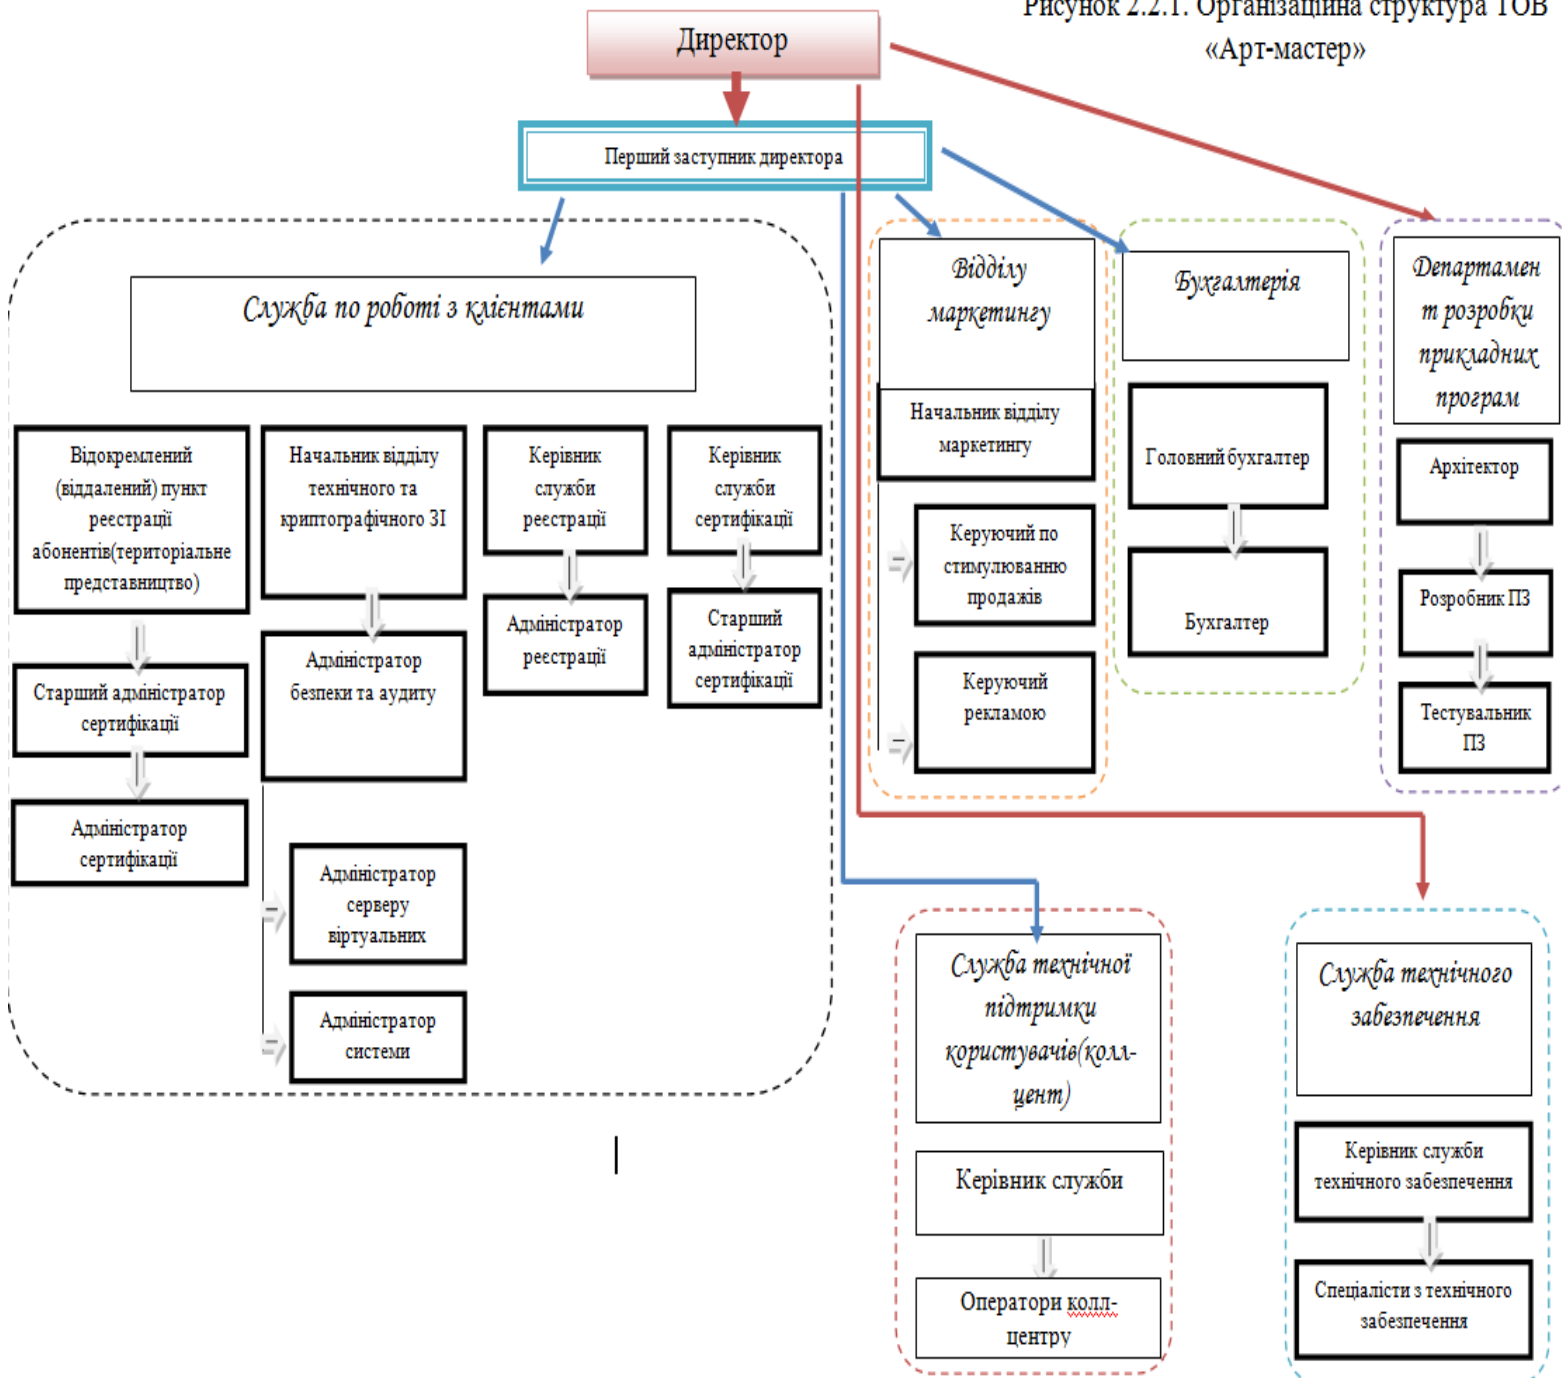 Рисунок 2.2.1. Організаційна структура ТОВ
«Арт-мастер»
Директор
Перший заступник директора
Служба по роботі з клієнтами
Відокремлений
(віддалений) пункт
реєстрації
абонентів(територіальне
представництво)
Старший адміністратор
сертифікації
Адміністратор
сертифікації
Начальник відділу
технічного та
криптографічного ЗІ
Адміністратор
безпеки та аудиту
Адміністратор
серверу
віртуальних
Адміністратор
системи
Керівник
служби
реєстрації
Адміністратор
реєстрації
Керівник
служби
сертифікації
Старший
адміністратор
сертифікації
Відділу
маркетингу
Начальник відділу
маркетингу
Керуючий по
стимулюванню
продажів
Керуючий
рекламою
Бухгалтерія
Головний бухгалтер
Бухгалтер
Департамен
т розробки
прикладних
програм
Архітектор
Розробник ПЗ
Тестувальник
ПЗ
Служба технічної
підтримки
користувачів(колл-
цент)
Керівник служби
Оператори колл-
центру
Служба технічного
забезпечення
Керівник служби
технічного забезпечення
Спеціалісти з технічного
забезпечення